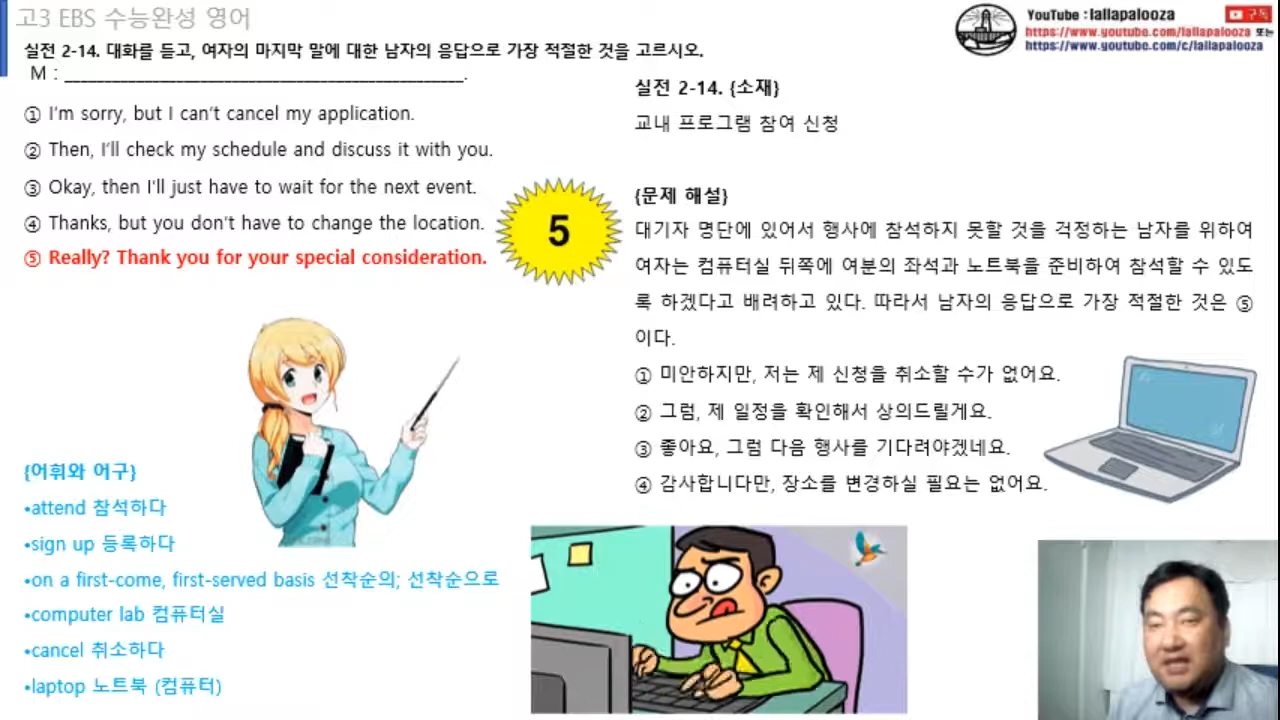 고3 EBS 수능완성 영어
YouTube : lallapalooza
구독
https://www.youtube.com/lallapalooza 또는
https://www.youtube.com/c/lallapalooza
실전 2-14. 대화를 듣고, 여자의 마지막 말에 대한 남자의 응답으로 가장 적절한 것을 고르시오.
M : ________________________________________________.
① I'm sorry, but I can't cancel my application.
② Then, I'll check my schedule and discuss it with you.
③ Okay, then I'll just have to wait for the next event.
④ Thanks, but you don't have to change the location.
⑤ Really? Thank you for your special consideration.
5
{어휘와 어구}
•attend 참석하다
•sign up 등록하다
•on a first-come, first-served basis 선착순의; 선착순으로
•computer lab 컴퓨터실
•cancel 취소하다
•laptop 노트북 (컴퓨터)
실전 2-14. {소재}
교내 프로그램 참여 신청
{문제 해설}
대기자 명단에 있어서 행사에 참석하지 못할 것을 걱정하는 남자를 위하여
여자는 컴퓨터실 뒤쪽에 여분의 좌석과 노트북을 준비하여 참석할 수 있도
록 하겠다고 배려하고 있다. 따라서 남자의 응답으로 가장 적절한 것은 ⑤
이다.
① 미안하지만, 저는 제 신청을 취소할 수가 없어요.
② 그럼, 제 일정을 확인해서 상의드릴게요.
③ 좋아요, 그럼 다음 행사를 기다려야겠네요.
④ 감사합니다만, 장소를 변경하실 필요는 없어요.